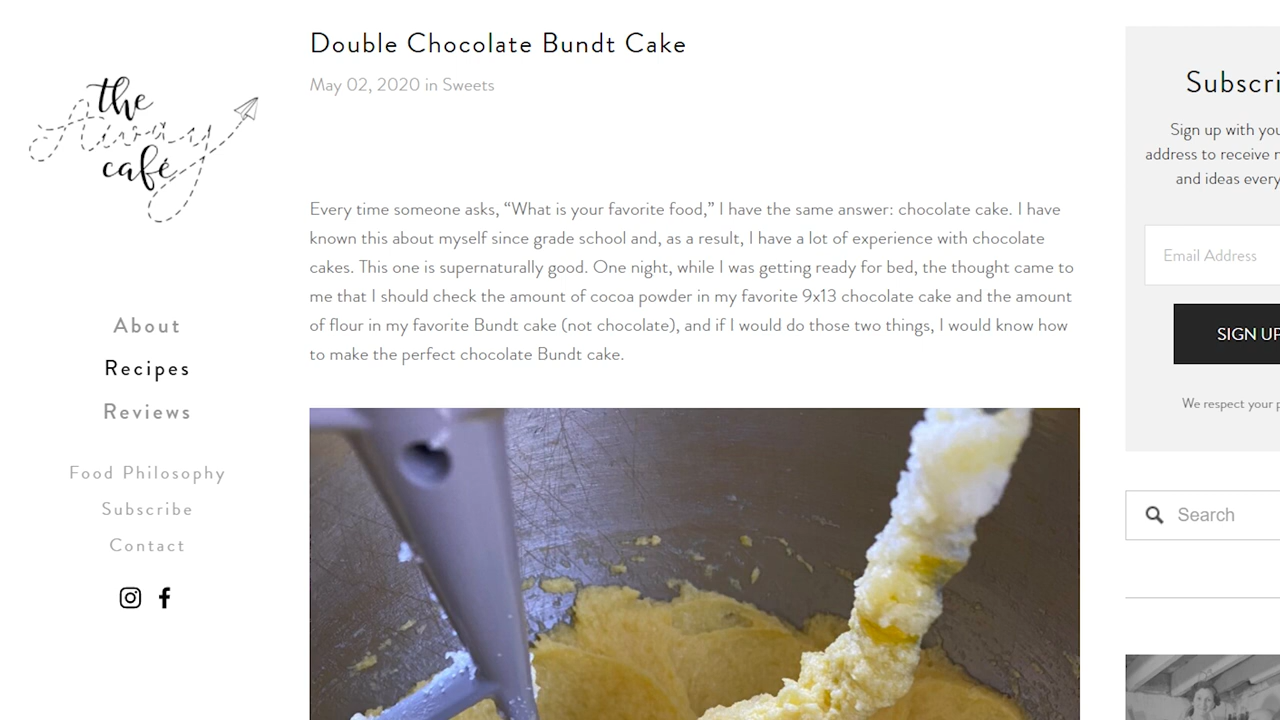 the
Away
café
About
Recipes
Reviews
Food Philosophy
Subscribe
Contact
Double Chocolate Bundt Cake
May 02, 2020 in Sweets
Every time someone asks, “What is your favorite food,” I have the same answer: chocolate cake. I have
known this about myself since grade school and, as a result, I have a lot of experience with chocolate
cakes. This one is supernaturally good. One night, while I was getting ready for bed, the thought came to
me that I should check the amount of cocoa powder in my favorite 9x13 chocolate cake and the amount
of flour in my favorite Bundt cake (not chocolate), and if I would do those two things, I would know how
to make the perfect chocolate Bundt cake.
Subscri
Sign up with you
address to receive n
and ideas every
Email Address
SIGN UP
We respect your p
Search